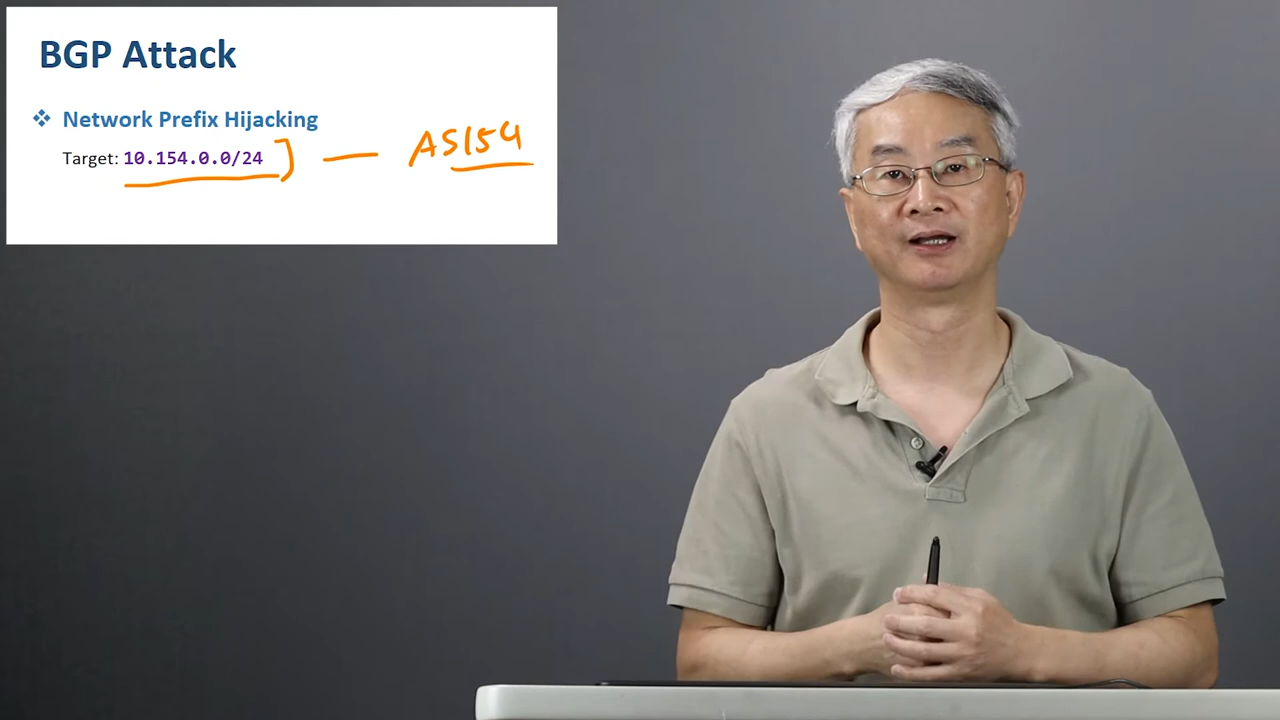 BGP Attack
❖ Network Prefix Hijacking
Target: 10.154.0.0/24 } — AS154